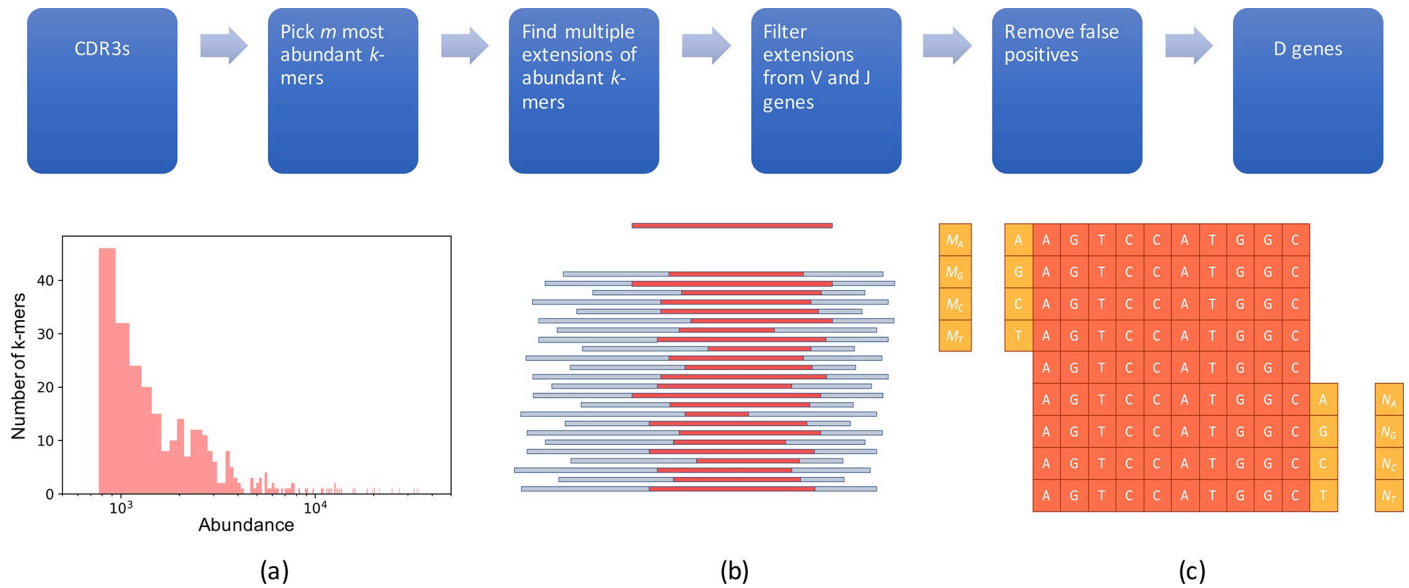 CDR3s
Pick m most
abundant k-
mers
Find multiple
extensions of
abundant k-
mers
Filter
extensions
from V and J
genes
Remove false
positives
D genes
Number of k-mers
40
30
20
10
0
10³
10⁴
Abundance
(a)
(b)
M_A A A G T C C A T G G C
M_G G A G T C C A T G G C
M_C C A G T C C A T G G C
M_T T A G T C C A T G G C
A G T C C A T G G C
A G T C C A T G G C A N_A
A G T C C A T G G C G N_G
A G T C C A T G G C C N_C
A G T C C A T G G C T N_T
(c)